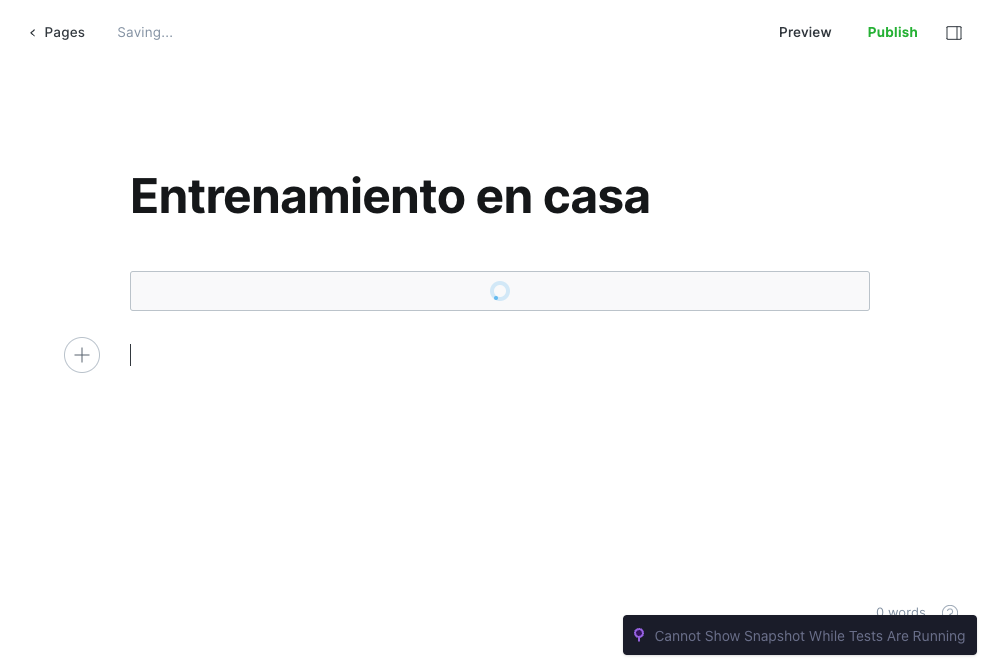 Pages
Saving...
Preview
Publish
Entrenamiento en casa
0 words
Cannot Show Snapshot While Tests Are Running